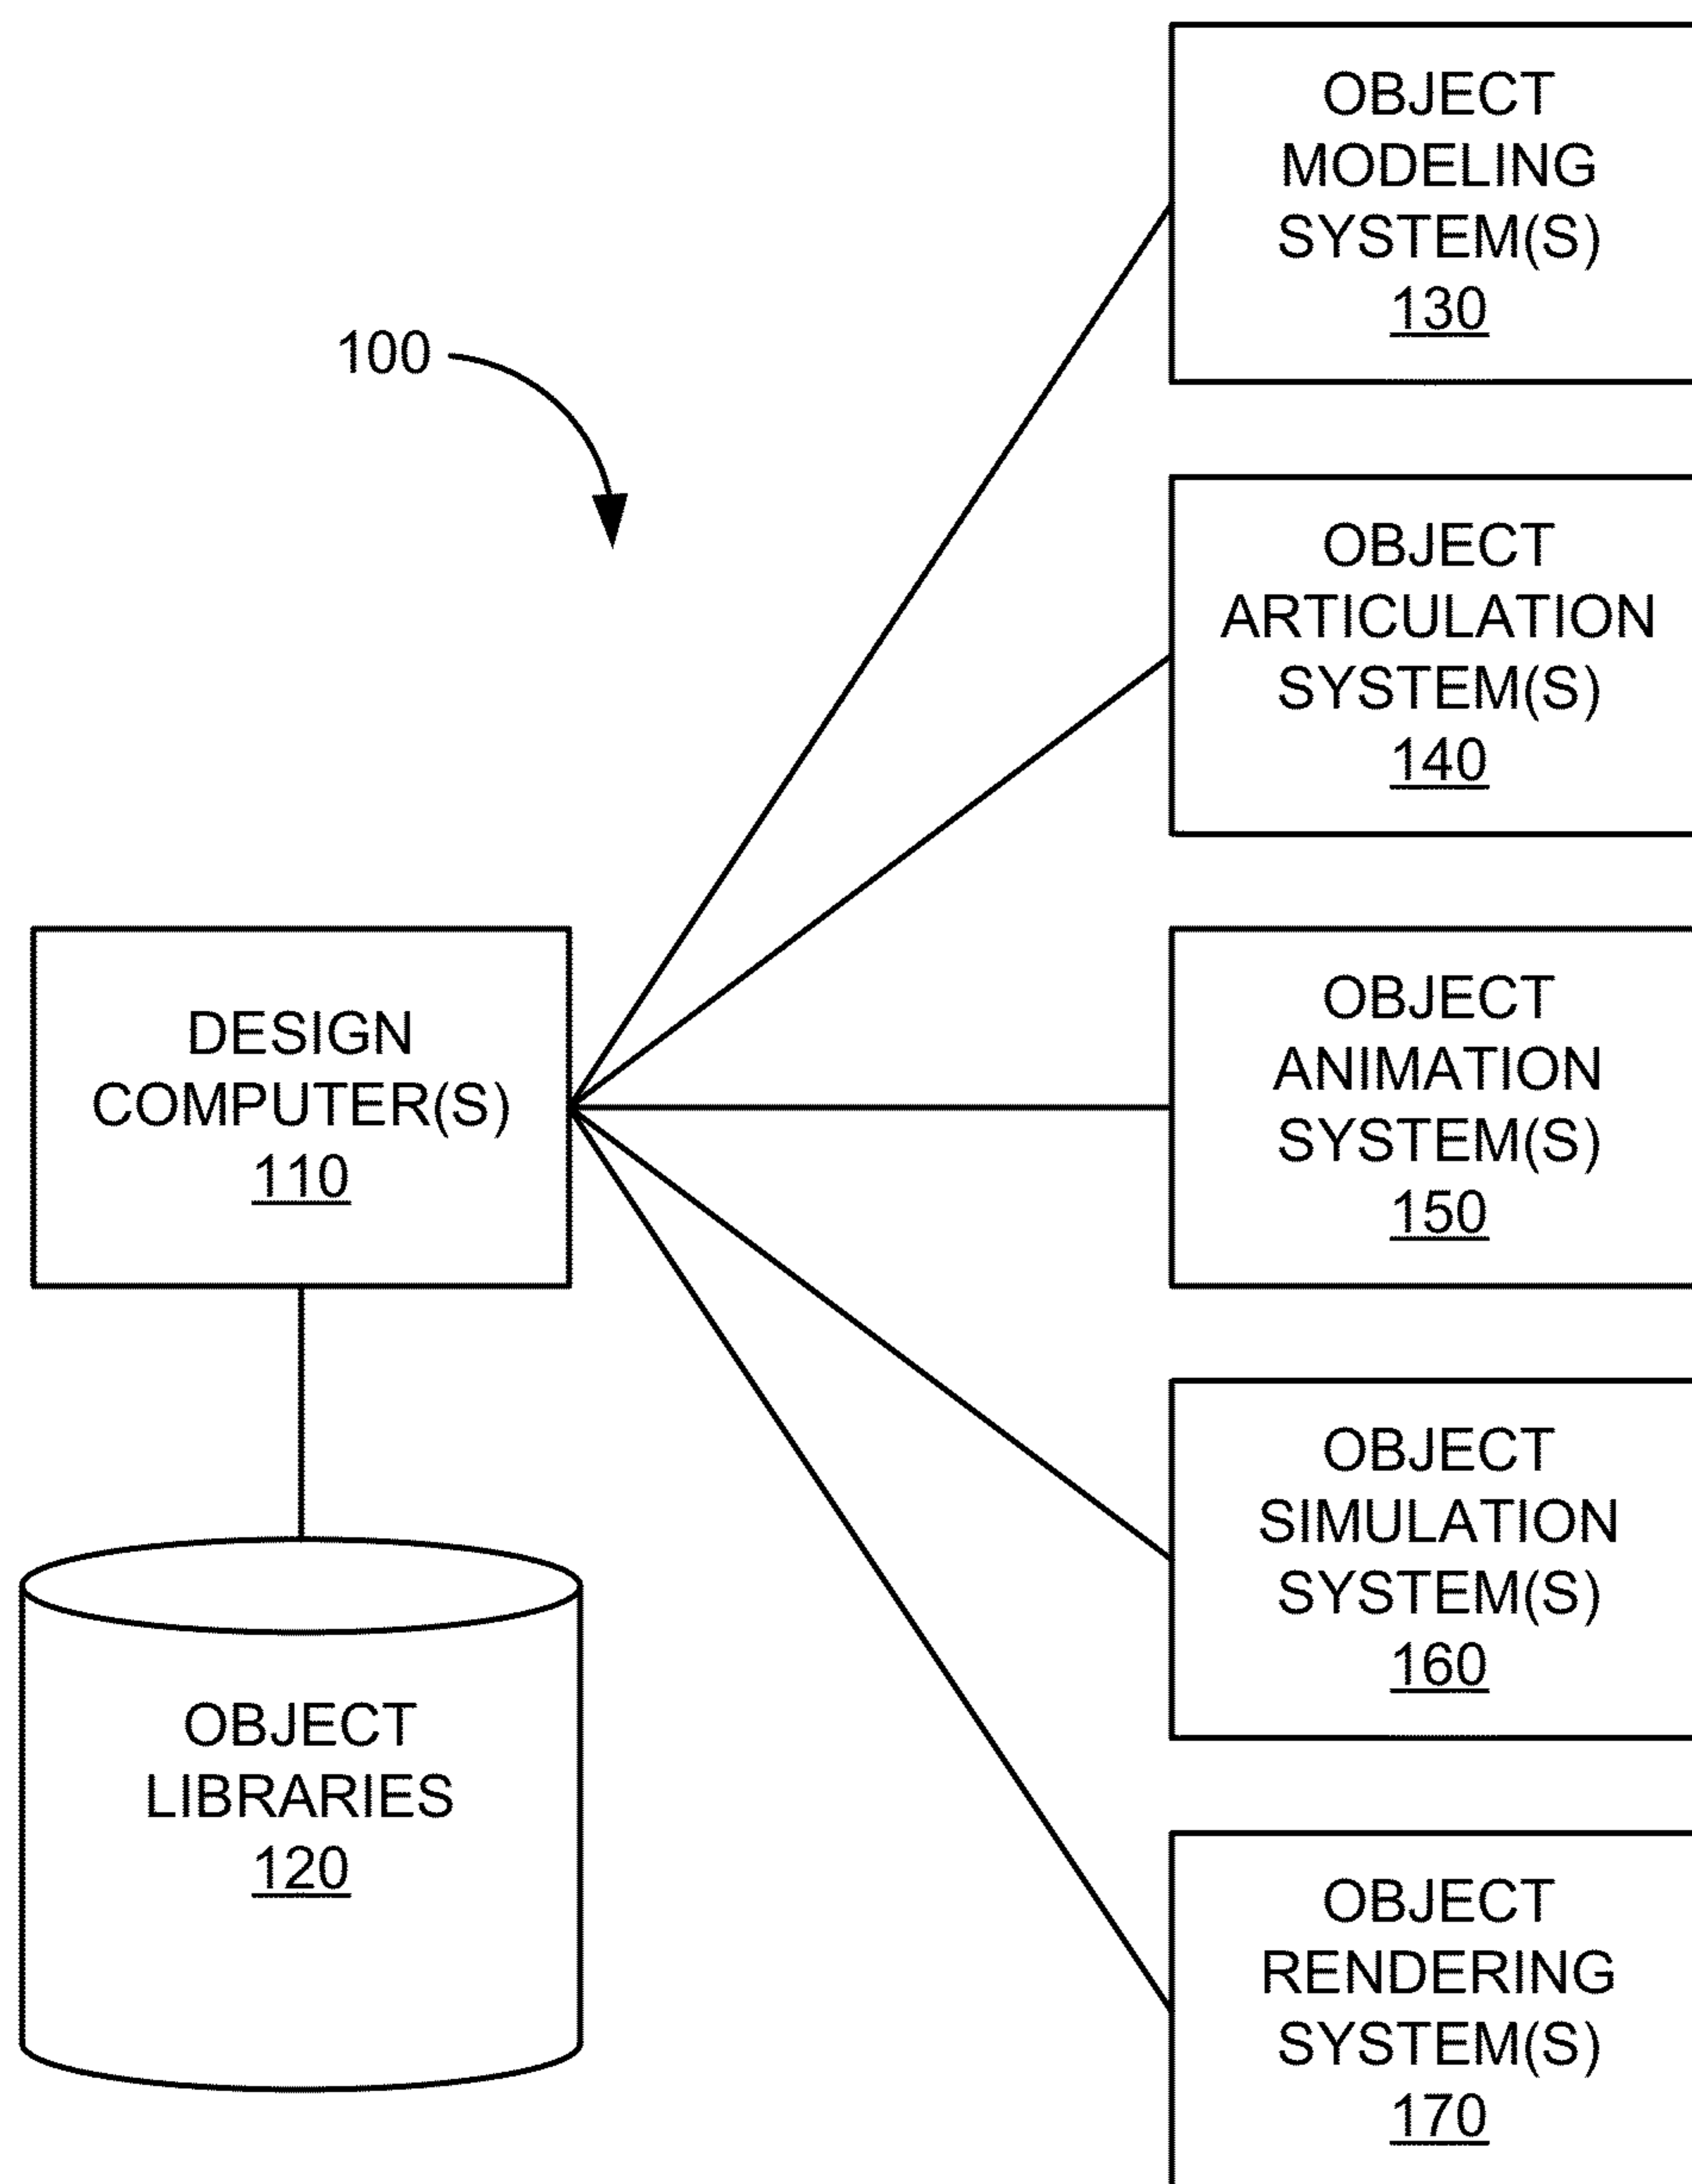 OBJECT
MODELING
SYSTEM(S)
130
100
OBJECT
ARTICULATION
SYSTEM(S)
140
DESIGN
COMPUTER(S)
110
OBJECT
ANIMATION
SYSTEM(S)
150
OBJECT
SIMULATION
SYSTEM(S)
160
OBJECT
LIBRARIES
120
OBJECT
RENDERING
SYSTEM(S)
170